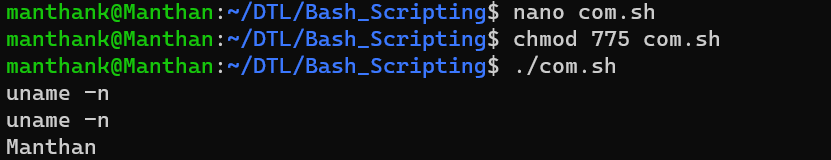 manthank@Manthan:~/DTL/Bash_Scripting$ nano com.sh
manthank@Manthan:~/DTL/Bash_Scripting$ chmod 775 com.sh
manthank@Manthan:~/DTL/Bash_Scripting$ ./com.sh
uname -n
uname -n
Manthan